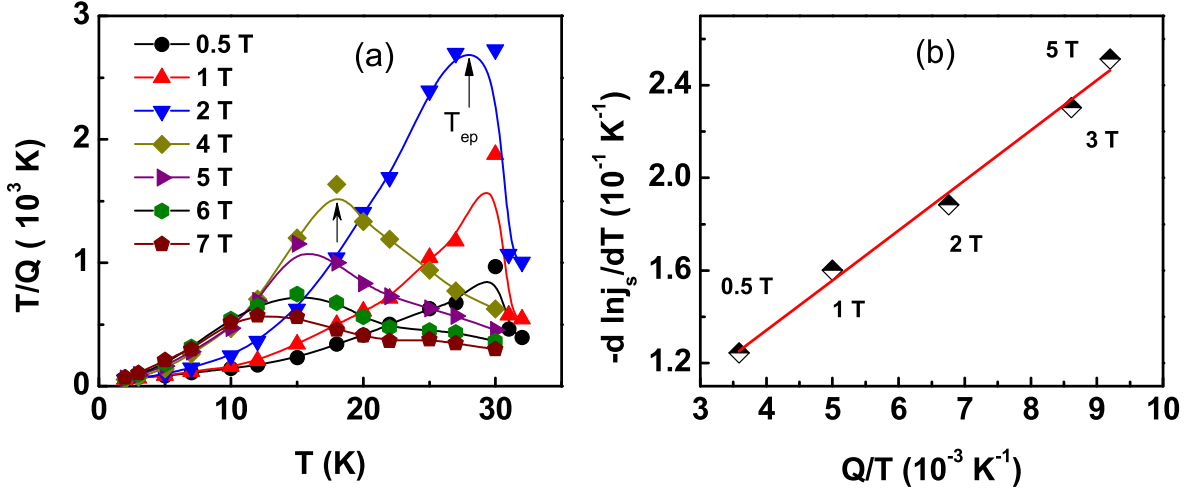 (a)
0.5 T
1 T
2 T
4 T
5 T
6 T
7 T
T_ep
3
2
1
0
T/Q ( 10³ K)
0 10 20 30
T (K)
(b)
5 T
3 T
2 T
1 T
0.5 T
2.4
2.0
1.6
1.2
-d lnj_s/dT (10⁻¹ K⁻¹)
3 4 5 6 7 8 9 10
Q/T (10⁻³ K⁻¹)